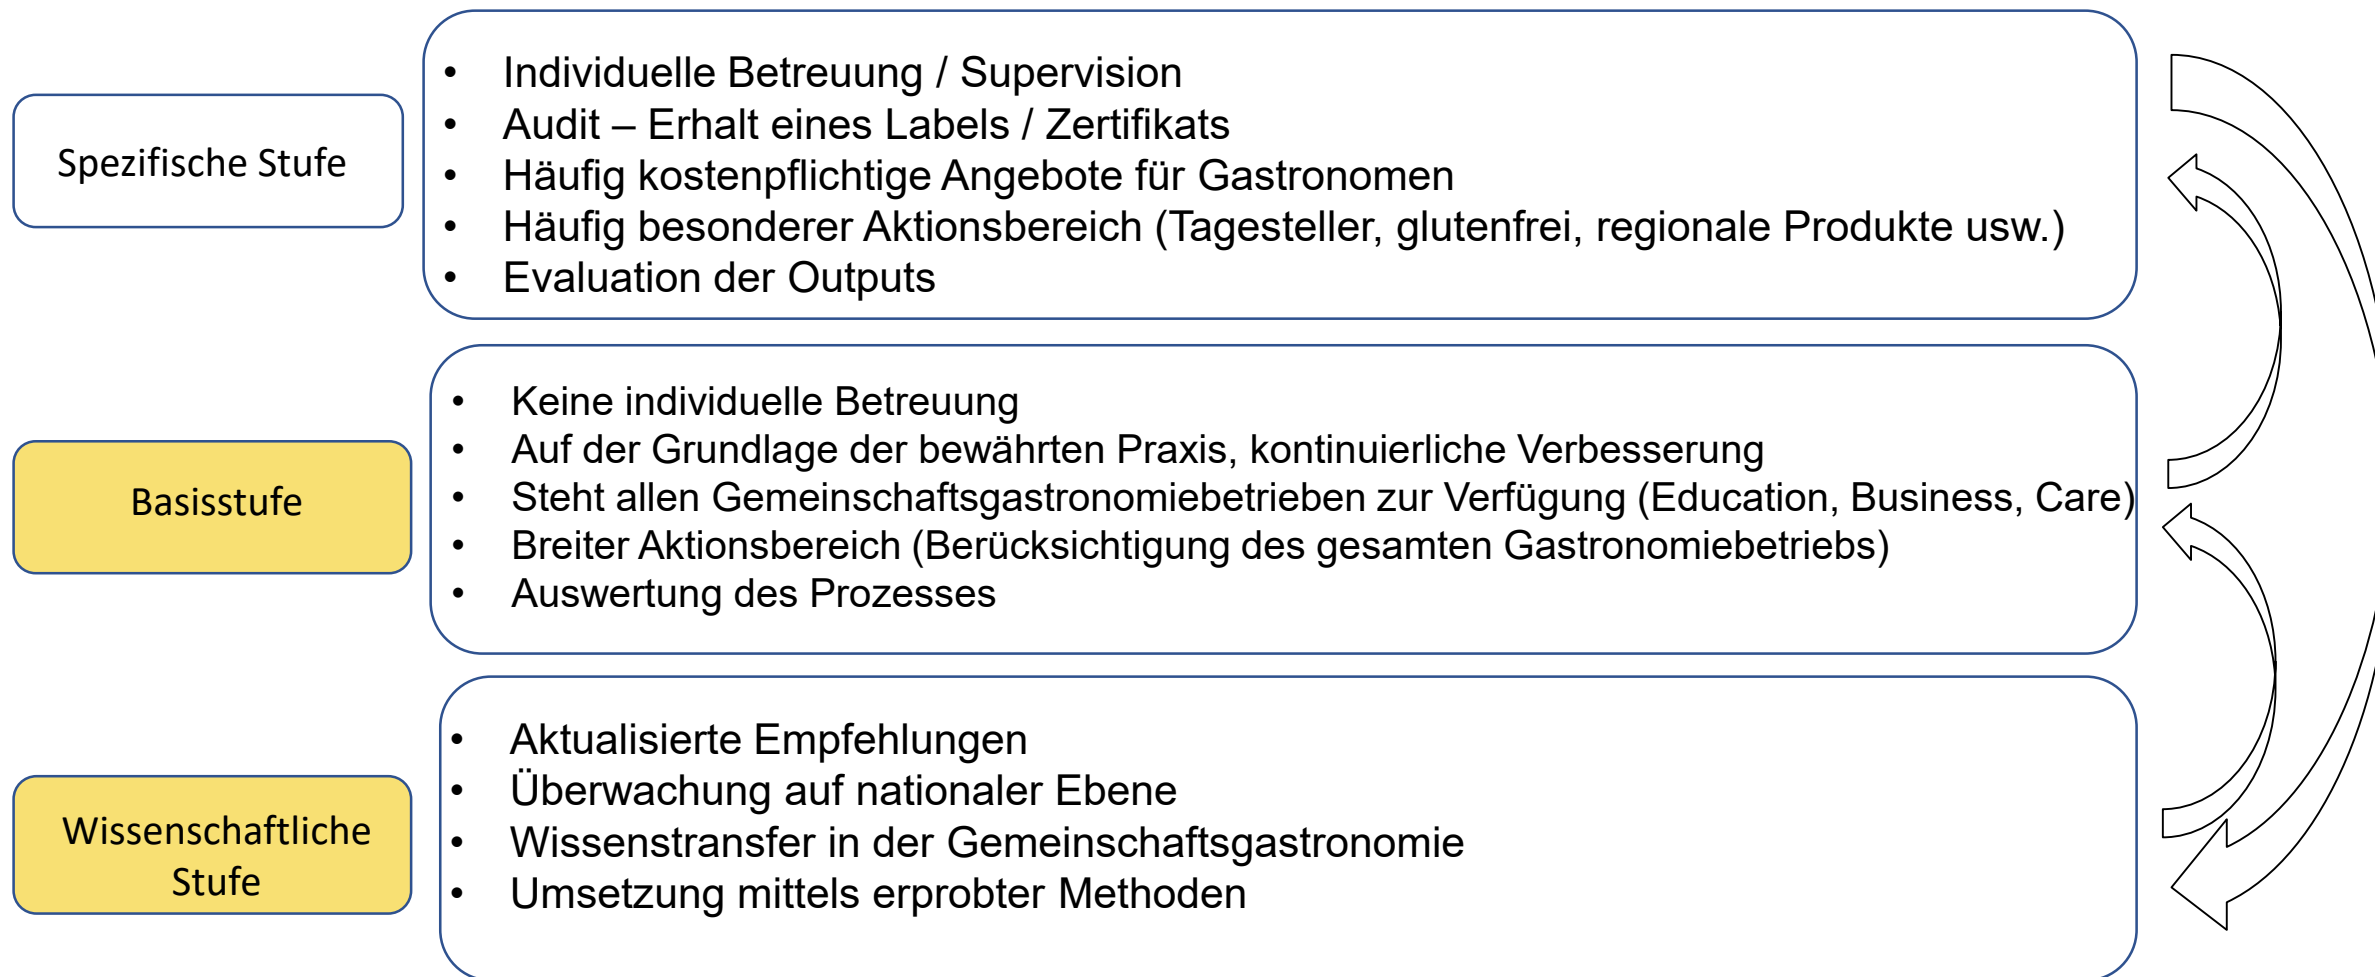 Spezifische Stufe
• Individuelle Betreuung / Supervision
• Audit – Erhalt eines Labels / Zertifikats
• Häufig kostenpflichtige Angebote für Gastronomen
• Häufig besonderer Aktionsbereich (Tagesteller, glutenfrei, regionale Produkte usw.)
• Evaluation der Outputs
Basisstufe
• Keine individuelle Betreuung
• Auf der Grundlage der bewährten Praxis, kontinuierliche Verbesserung
• Steht allen Gemeinschaftsgastronomiebetrieben zur Verfügung (Education, Business, Care)
• Breiter Aktionsbereich (Berücksichtigung des gesamten Gastronomiebetriebs)
• Auswertung des Prozesses
Wissenschaftliche
Stufe
• Aktualisierte Empfehlungen
• Überwachung auf nationaler Ebene
• Wissenstransfer in der Gemeinschaftsgastronomie
• Umsetzung mittels erprobter Methoden